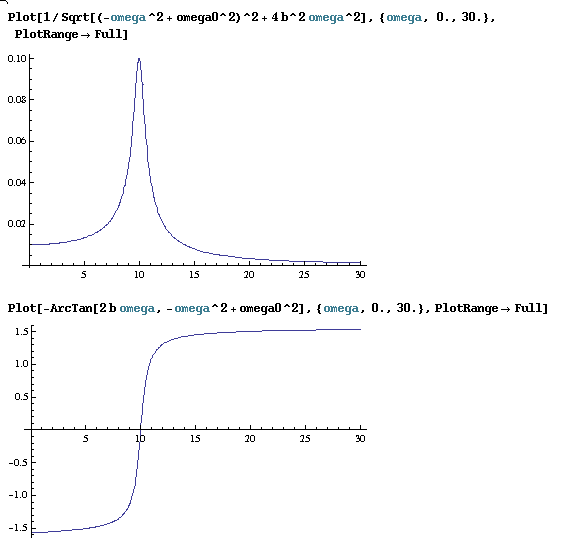 Plot[1/Sqrt[(-omega^2+omega0^2)^2+4b^2 omega^2], {omega, 0., 30.},
PlotRange→Full]
0.10
0.08
0.06
0.04
0.02
5 10 15 20 25 30
Plot[-ArcTan[2b omega, -omega^2+omega0^2], {omega, 0., 30.}, PlotRange→Full]
1.5
1.0
0.5
5 10 15 20 25 30
-0.5
-1.0
-1.5